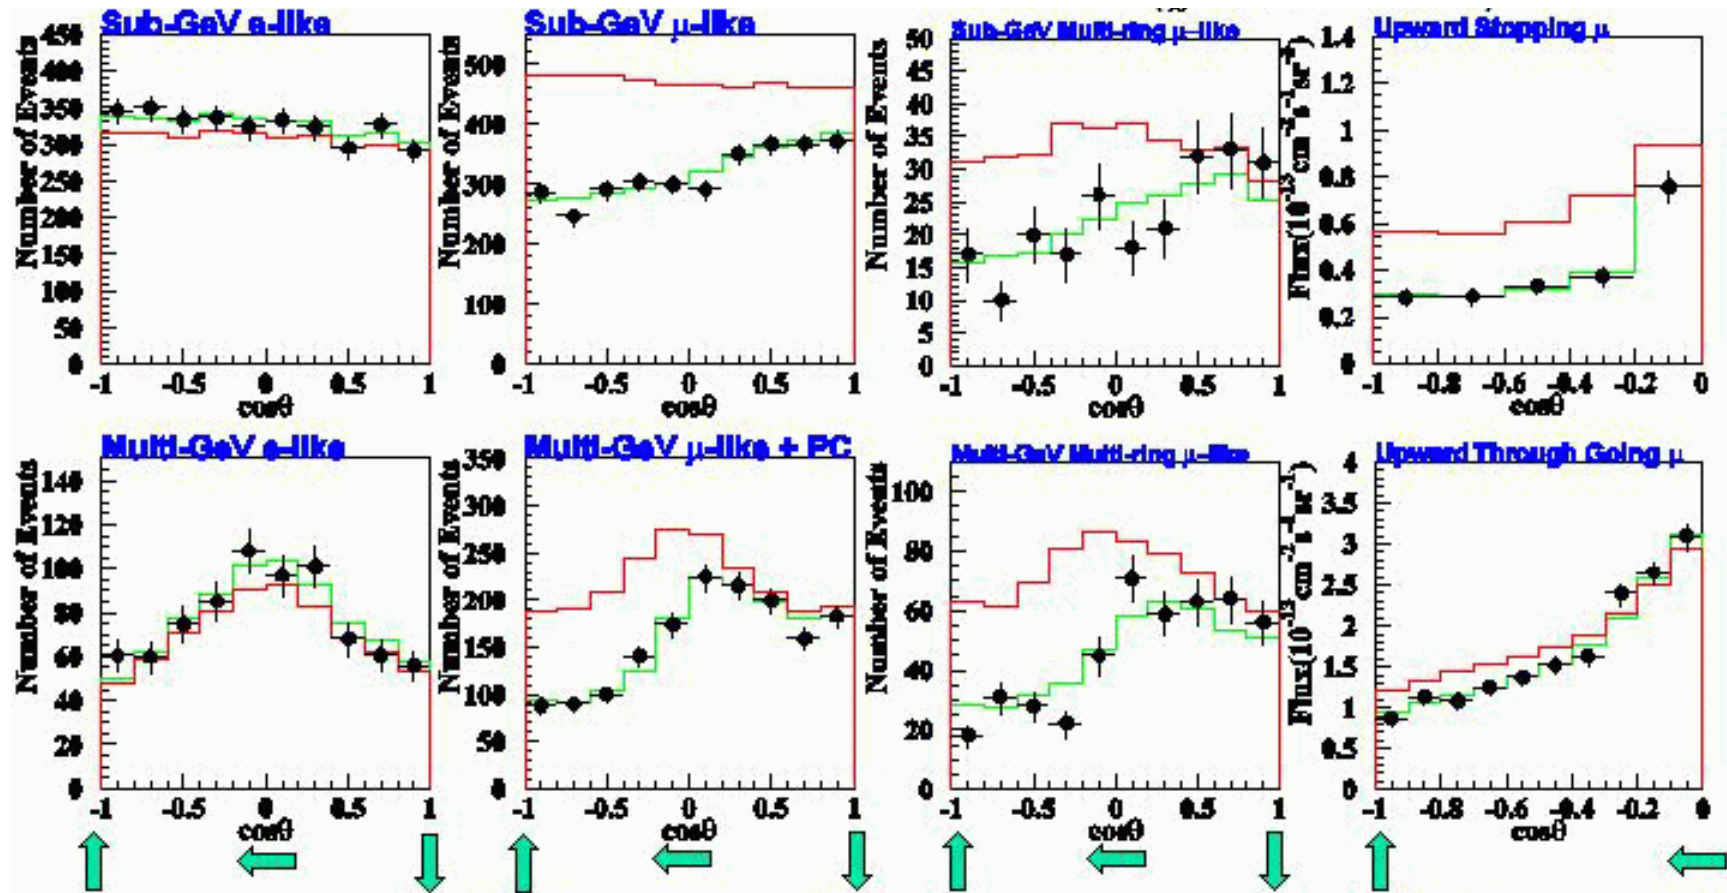 Sub-GeV e-like
Number of Events
450
400
350
300
250
200
150
100
50
0
-1 -0.5 0 0.5 1
cosθ
Sub-GeV μ-like
Number of Events
500
400
300
200
100
0
-1 -0.5 0 0.5 1
cosθ
Sub-GeV Multi-ring μ-like
Number of Events
50
45
40
35
30
25
20
15
10
5
0
-1 -0.5 0 0.5 1
cosθ
Upward Stopping μ
Flux(10⁻¹³cm⁻²s⁻¹sr⁻¹)
1.4
1.2
1
0.8
0.6
0.4
0.2
0
-1 -0.8 -0.6 -0.4 -0.2 0
cosθ
Multi-GeV e-like
Number of Events
140
120
100
80
60
40
20
0
-1 -0.5 0 0.5 1
cosθ
Multi-GeV μ-like + PC
Number of Events
350
300
250
200
150
100
50
0
-1 -0.5 0 0.5 1
cosθ
Multi-GeV Multi-ring μ-like
Number of Events
100
80
60
40
20
0
-1 -0.5 0 0.5 1
cosθ
Upward Through Going μ
Flux(10⁻¹³cm⁻²s⁻¹sr⁻¹)
4
3.5
3
2.5
2
1.5
1
0.5
0
-1 -0.8 -0.6 -0.4 -0.2 0
cosθ